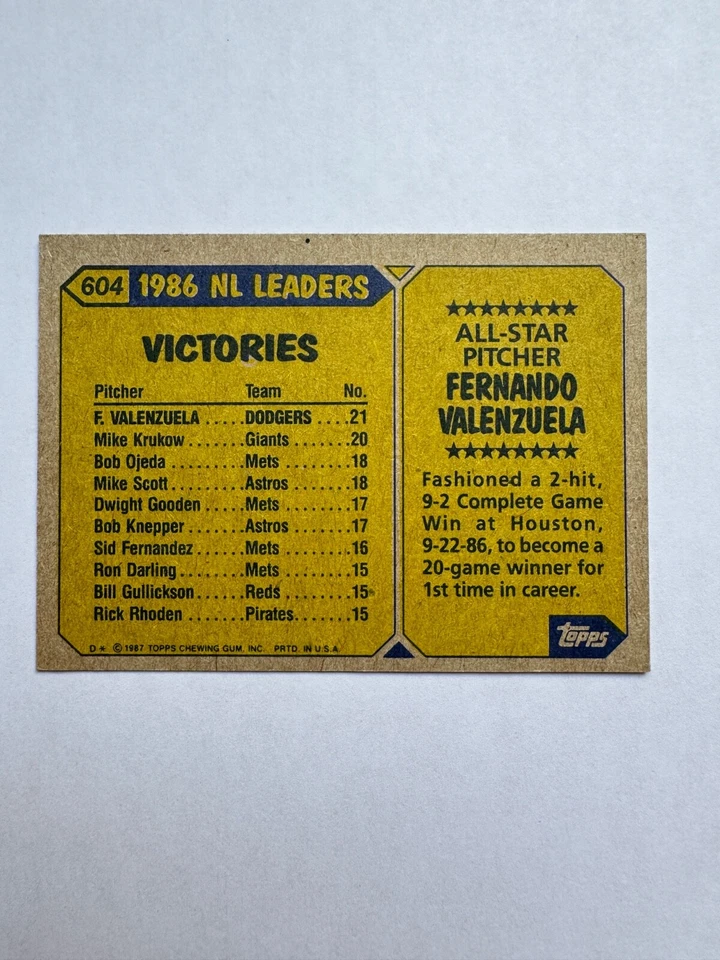 604 1986 NL LEADERS
VICTORIES
Pitcher Team No.
F. VALENZUELA ..... DODGERS .... 21
Mike Krukow ....... Giants ........ 20
Bob Ojeda ......... Mets ......... 18
Mike Scott ......... Astros ........ 18
Dwight Gooden ..... Mets ......... 17
Bob Knepper ....... Astros ........ 17
Sid Fernandez ...... Mets ......... 16
Ron Darling ........ Mets ......... 15
Bill Gullickson ...... Reds ......... 15
Rick Rhoden ....... Pirates ....... 15
D* © 1987 TOPPS CHEWING GUM, INC. PRTD. IN U.S.A.
★★★★★★★★
ALL-STAR
PITCHER
FERNANDO
VALENZUELA
★★★★★★★★
Fashioned a 2-hit,
9-2 Complete Game
Win at Houston,
9-22-86, to become a
20-game winner for
1st time in career.
topps